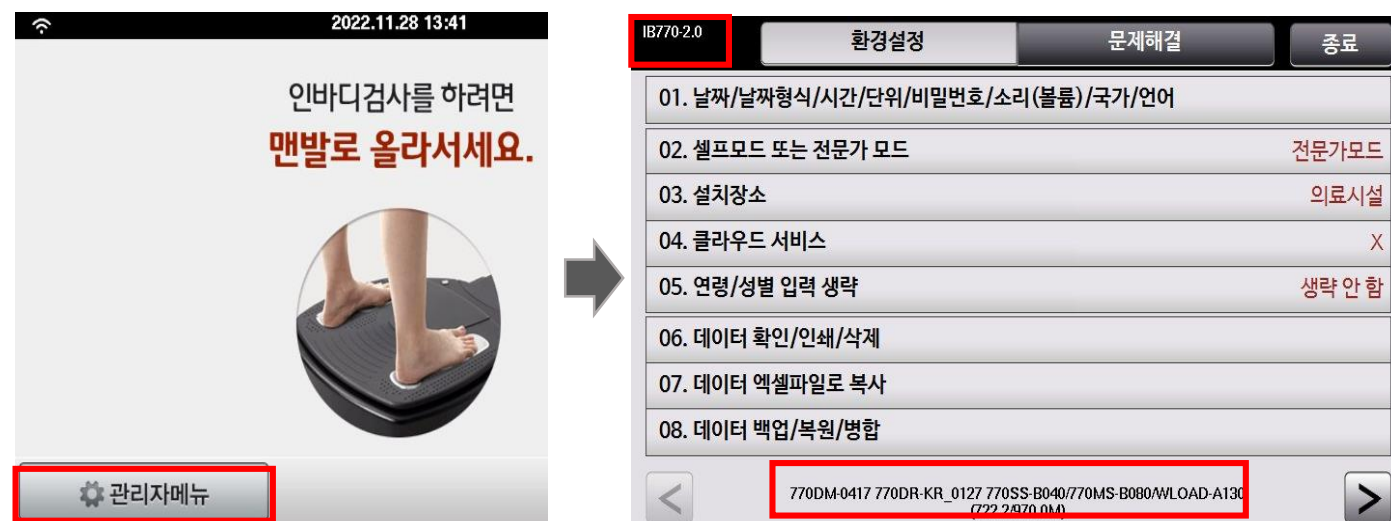 2022.11.28 13:41
인바디검사를 하려면
맨발로 올라서세요.
관리자메뉴
IB770-2.0
환경설정
문제해결
종료
01. 날짜/날짜형식/시간/단위/비밀번호/소리(볼륨)/국가/언어
02. 셀프모드 또는 전문가 모드 전문가모드
03. 설치장소 의료시설
04. 클라우드 서비스 X
05. 연령/성별 입력 생략 생략 안 함
06. 데이터 확인/인쇄/삭제
07. 데이터 엑셀파일로 복사
08. 데이터 백업/복원/병합
< 770DM-0417 770DR-KR_0127 770SS-B040/770MS-B080/WLOAD-A130 >
(722.2/970.0M)